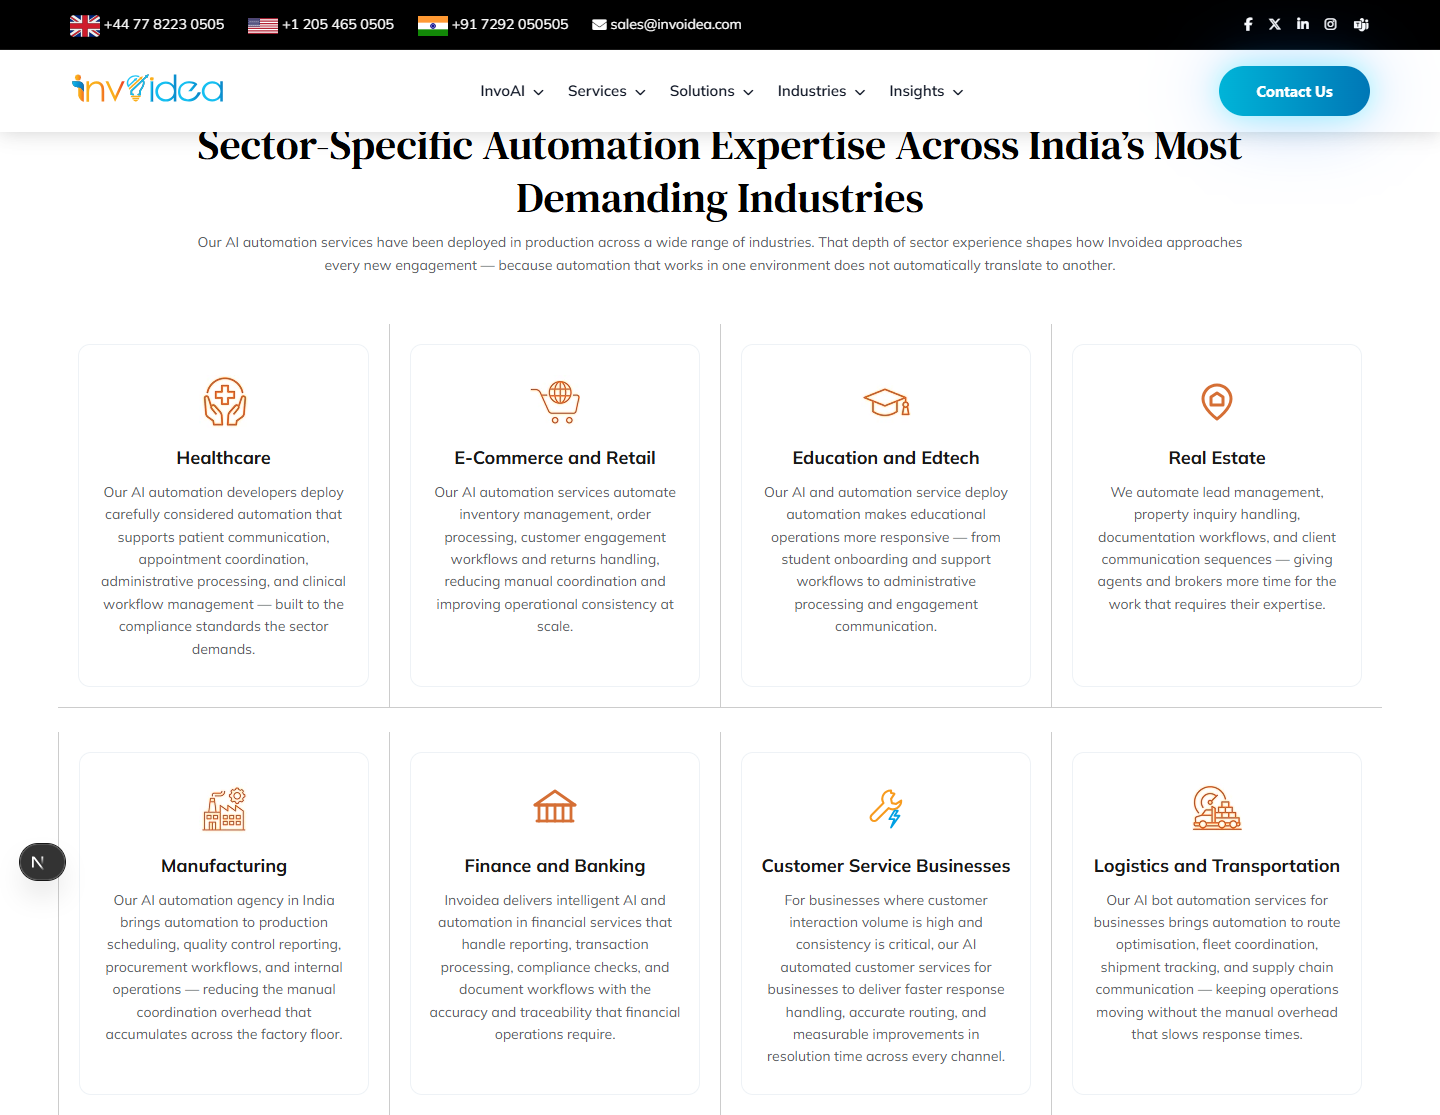 +44 77 8223 0505
+1 205 465 0505
+91 7292 050505
sales@invoidea.com
invoidea
InvoAI
Services
Solutions
Industries
Insights
Contact Us
Sector-Specific Automation Expertise Across India’s Most
Demanding Industries
Our AI automation services have been deployed in production across a wide range of industries. That depth of sector experience shapes how Invoidea approaches
every new engagement — because automation that works in one environment does not automatically translate to another.
Healthcare
Our AI automation developers deploy
carefully considered automation that
supports patient communication,
appointment coordination,
administrative processing, and clinical
workflow management — built to the
compliance standards the sector
demands.
E-Commerce and Retail
Our AI automation services automate
inventory management, order
processing, customer engagement
workflows and returns handling,
reducing manual coordination and
improving operational consistency at
scale.
Education and Edtech
Our AI and automation service deploy
automation makes educational
operations more responsive — from
student onboarding and support
workflows to administrative
processing and engagement
communication.
Real Estate
We automate lead management,
property inquiry handling,
documentation workflows, and client
communication sequences — giving
agents and brokers more time for the
work that requires their expertise.
Manufacturing
Our AI automation agency in India
brings automation to production
scheduling, quality control reporting,
procurement workflows, and internal
operations — reducing the manual
coordination overhead that
accumulates across the factory floor.
Finance and Banking
Invoidea delivers intelligent AI and
automation in financial services that
handle reporting, transaction
processing, compliance checks, and
document workflows with the
accuracy and traceability that financial
operations require.
Customer Service Businesses
For businesses where customer
interaction volume is high and
consistency is critical, our AI
automated customer services for
businesses to deliver faster response
handling, accurate routing, and
measurable improvements in
resolution time across every channel.
Logistics and Transportation
Our AI bot automation services for
businesses brings automation to route
optimisation, fleet coordination,
shipment tracking, and supply chain
communication — keeping operations
moving without the manual overhead
that slows response times.
N